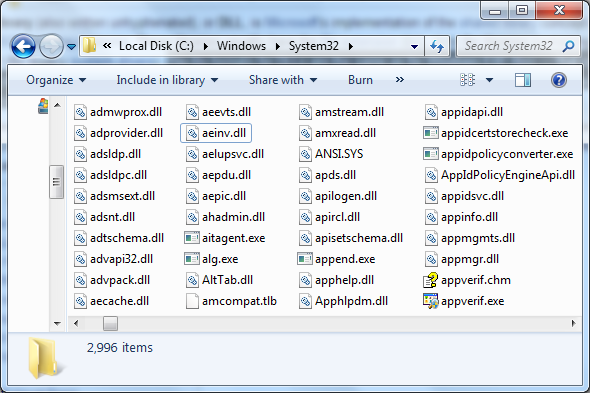 Local Disk (C:) Windows System32 Search System32
Organize Include in library Share with Burn »
admwprox.dll aeevts.dll amstream.dll appidapi.dll
adprovider.dll aeinv.dll amxread.dll appidcertstorecheck.exe
adsldp.dll aelupsvc.dll ANSI.SYS appidpolicyconverter.exe
adsldpc.dll aepdu.dll apds.dll AppIdPolicyEngineApi.dll
adsmsext.dll aepic.dll apilogen.dll appidsvc.dll
adsnt.dll ahadmin.dll apircl.dll appinfo.dll
adtschema.dll aitagent.exe apisetschema.dll appmgmts.dll
advapi32.dll alg.exe append.exe appmgr.dll
advpack.dll AltTab.dll apphelp.dll appverif.chm
aecache.dll amcompat.tlb Apphlpdm.dll appverif.exe
2,996 items